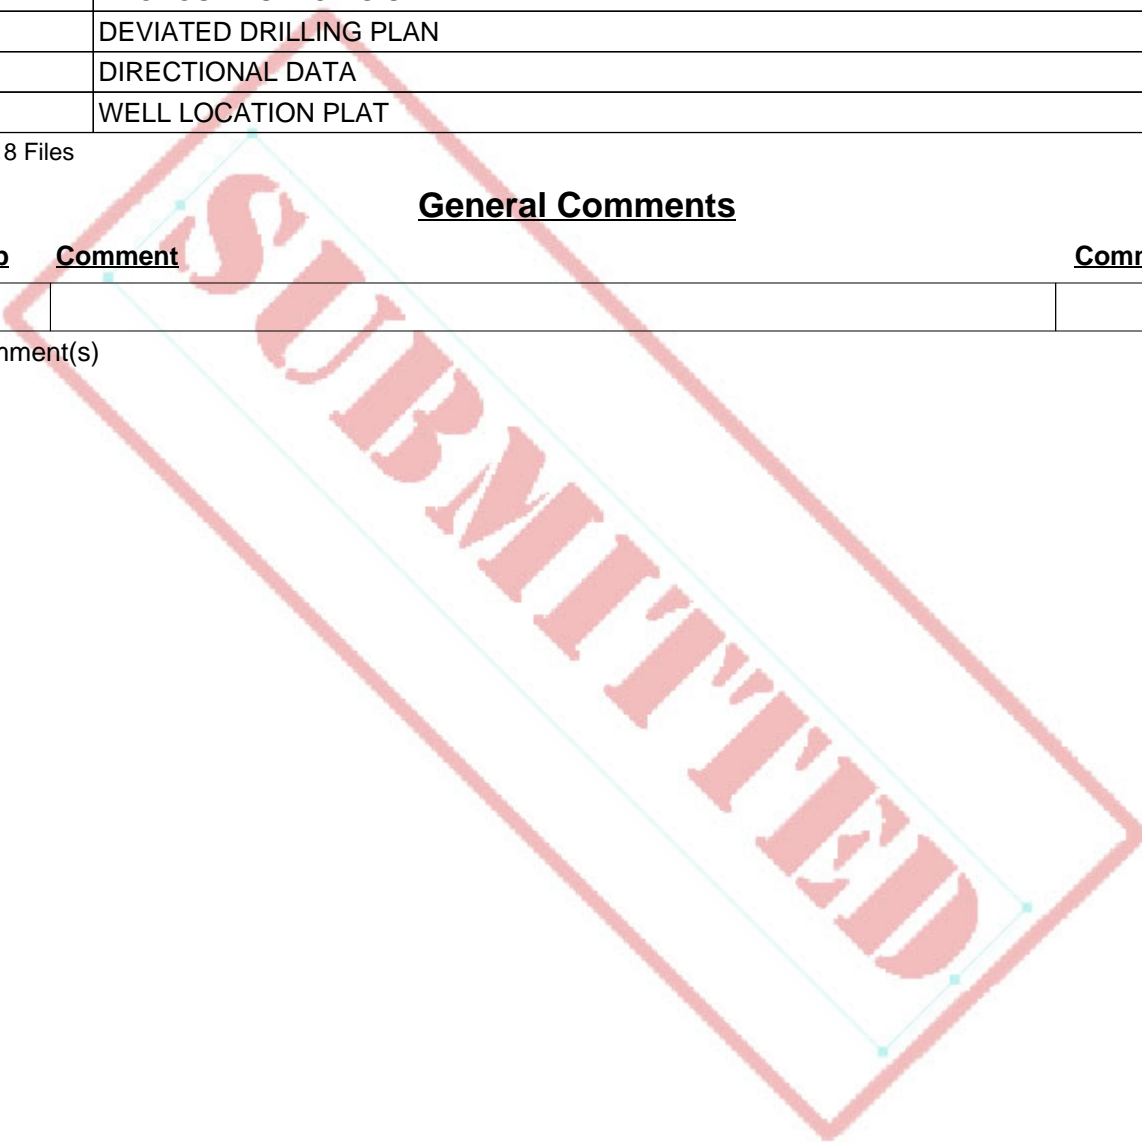 DEVIATED DRILLING PLAN
DIRECTIONAL DATA
WELL LOCATION PLAT
8 Files
General Comments
Comment
SUBMITTED